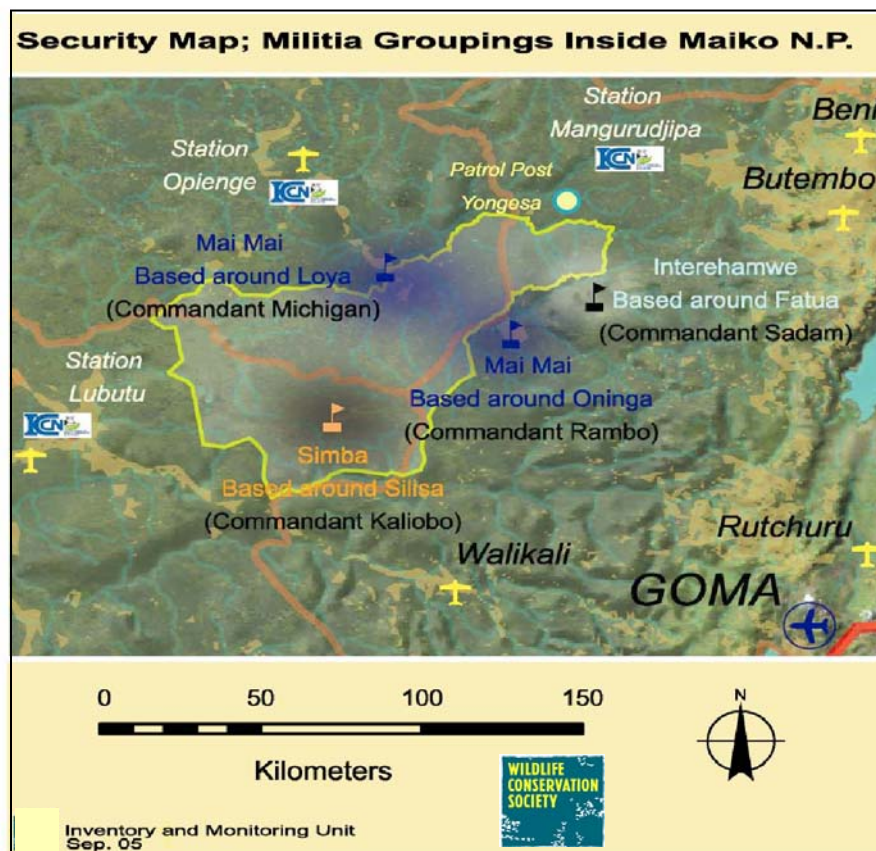 Security Map; Militia Groupings Inside Maiko N.P.
Station
Mangurudjipa
Beni
Station
Opienge
ICCN
ICCN
Patrol Post
Yongesa
Butembo
Mai Mai
Based around Loya
(Commandant Michigan)
Interehamwe
Based around Fatua
(Commandant Sadam)
Station
Lubutu
ICCN
Mai Mai
Based around Oninga
(Commandant Rambo)
Simba
Based around Silisa
(Commandant Kaliobo)
Walikali
Rutchuru
GOMA
0 50 100 150
Kilometers
N
WILDLIFE
CONSERVATION
SOCIETY
Inventory and Monitoring Unit
Sep. 05